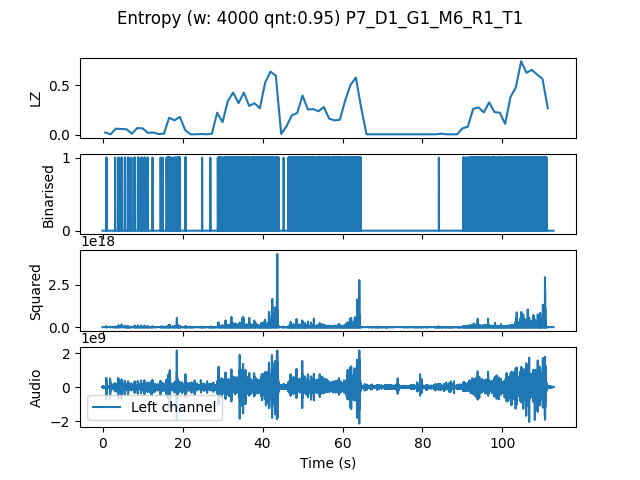 Entropy (w: 4000 qnt:0.95) P7_D1_G1_M6_R1_T1
LZ
0.5
0.0
Binarised
1
0
1e18
Squared
2.5
0.0
1e9
Audio
2
0
−2
Left channel
0 20 40 60 80 100
Time (s)